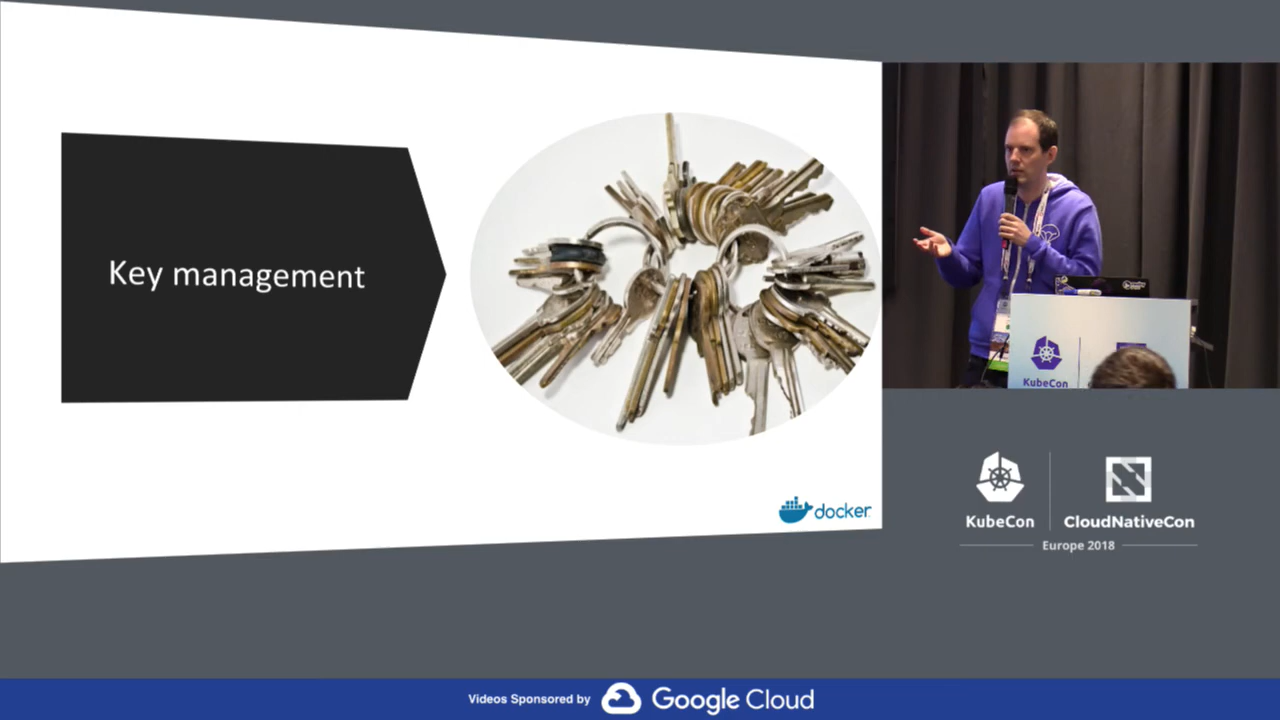 Key management
docker
KubeCon
KubeCon
CloudNativeCon
Europe 2018
Videos Sponsored by
Google Cloud